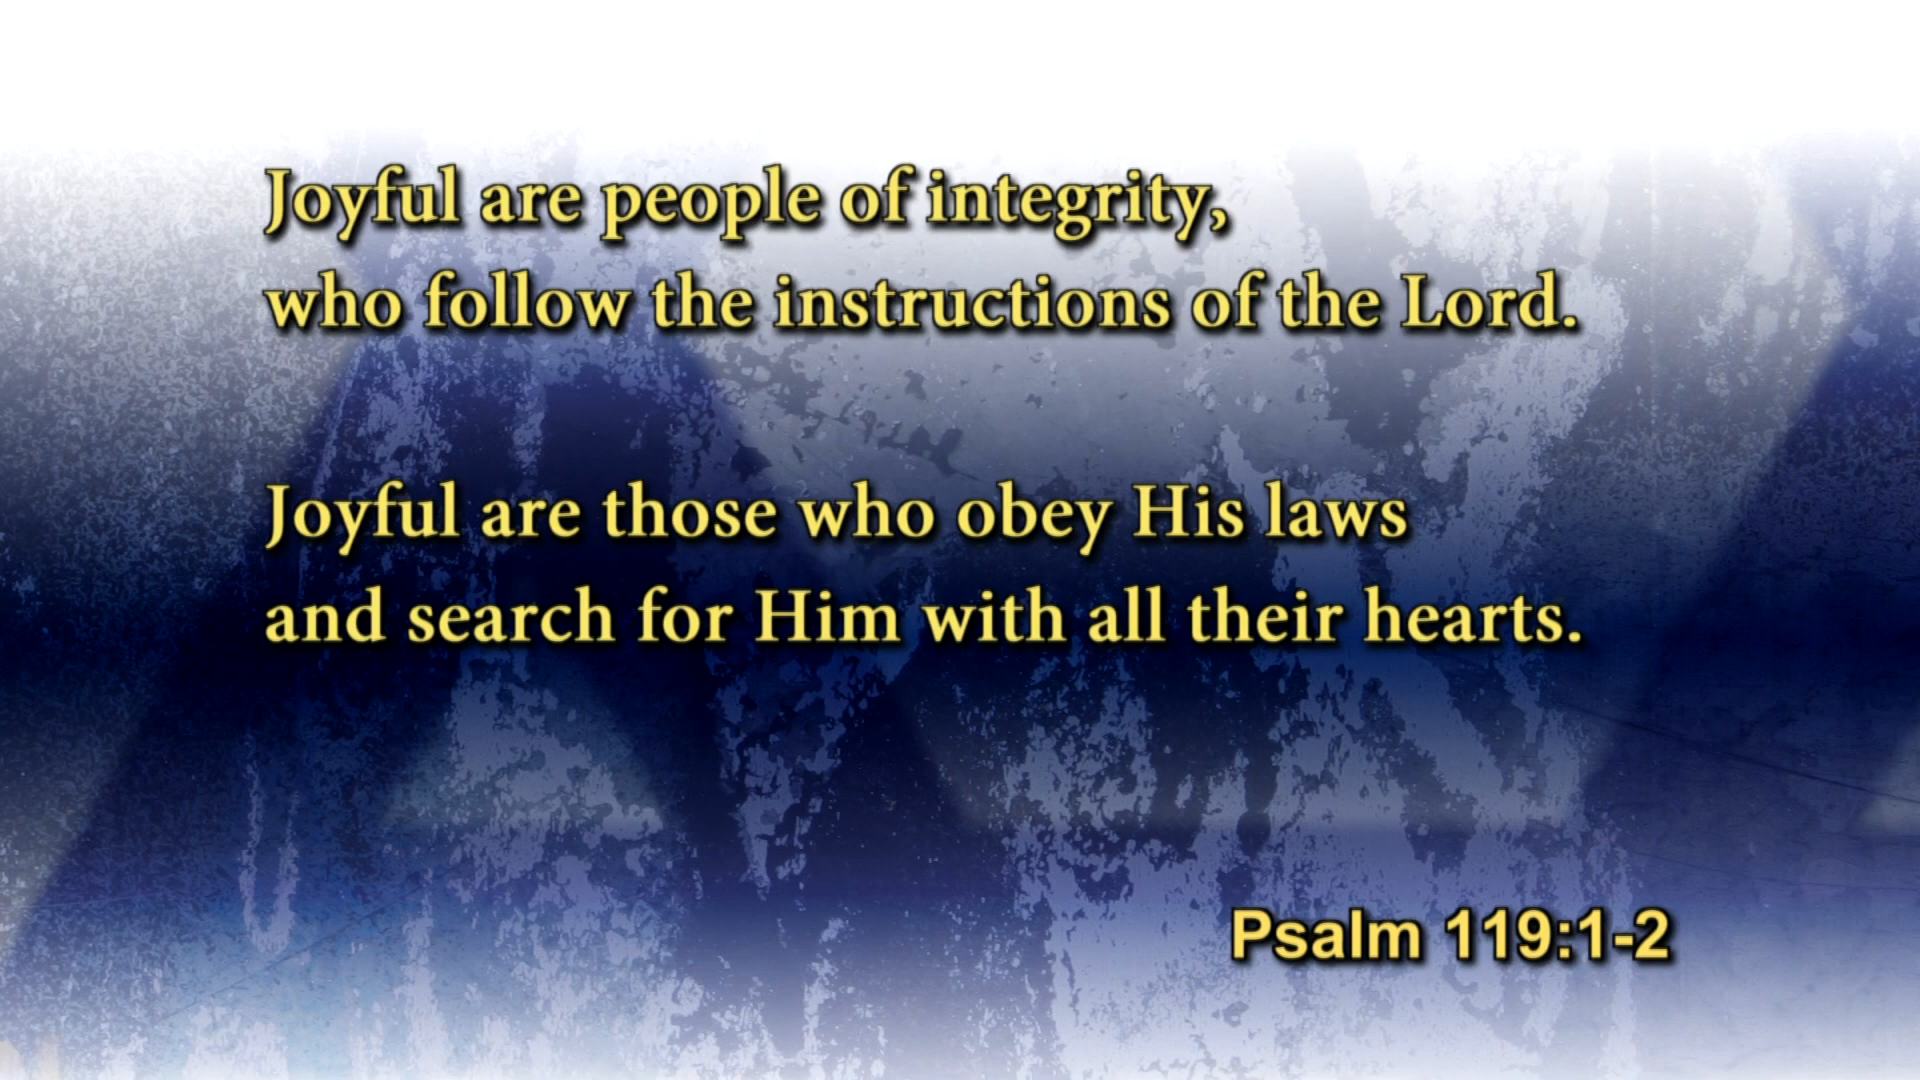 Joyful are people of integrity,
who follow the instructions of the Lord.
Joyful are those who obey His laws
and search for Him with all their hearts.
Psalm 119:1-2